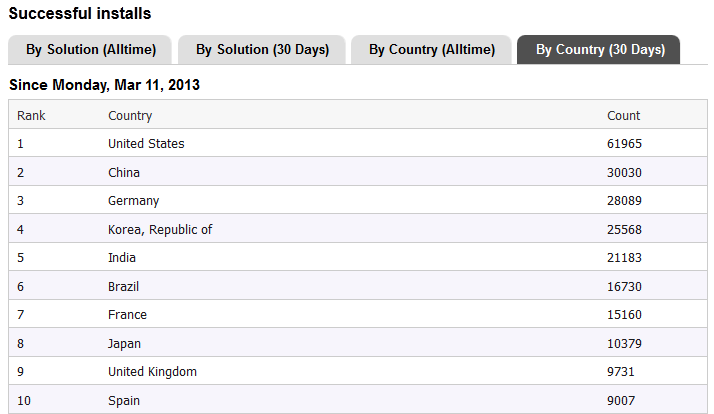 Successful installs
By Solution (Alltime) By Solution (30 Days) By Country (Alltime) By Country (30 Days)
Since Monday, Mar 11, 2013
Rank Country Count
1 United States 61965
2 China 30030
3 Germany 28089
4 Korea, Republic of 25568
5 India 21183
6 Brazil 16730
7 France 15160
8 Japan 10379
9 United Kingdom 9731
10 Spain 9007